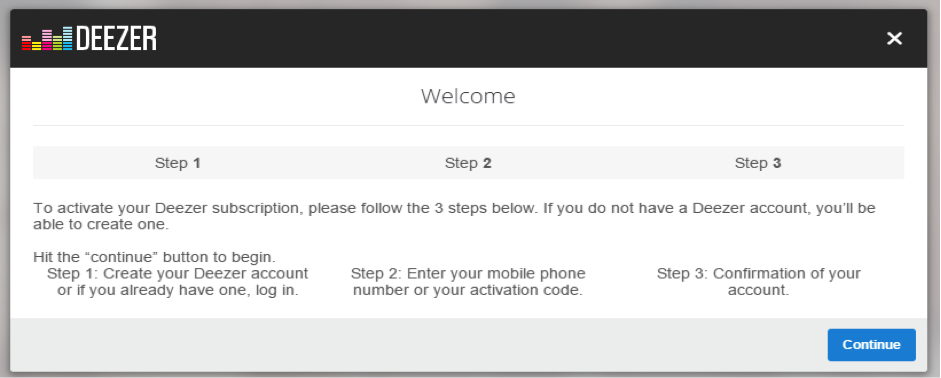 DEEZER
Welcome
Step 1
Step 2
Step 3
To activate your Deezer subscription, please follow the 3 steps below. If you do not have a Deezer account, you'll be
able to create one.
Hit the “continue” button to begin.
Step 1: Create your Deezer account
or if you already have one, log in.
Step 2: Enter your mobile phone
number or your activation code.
Step 3: Confirmation of your
account.
Continue